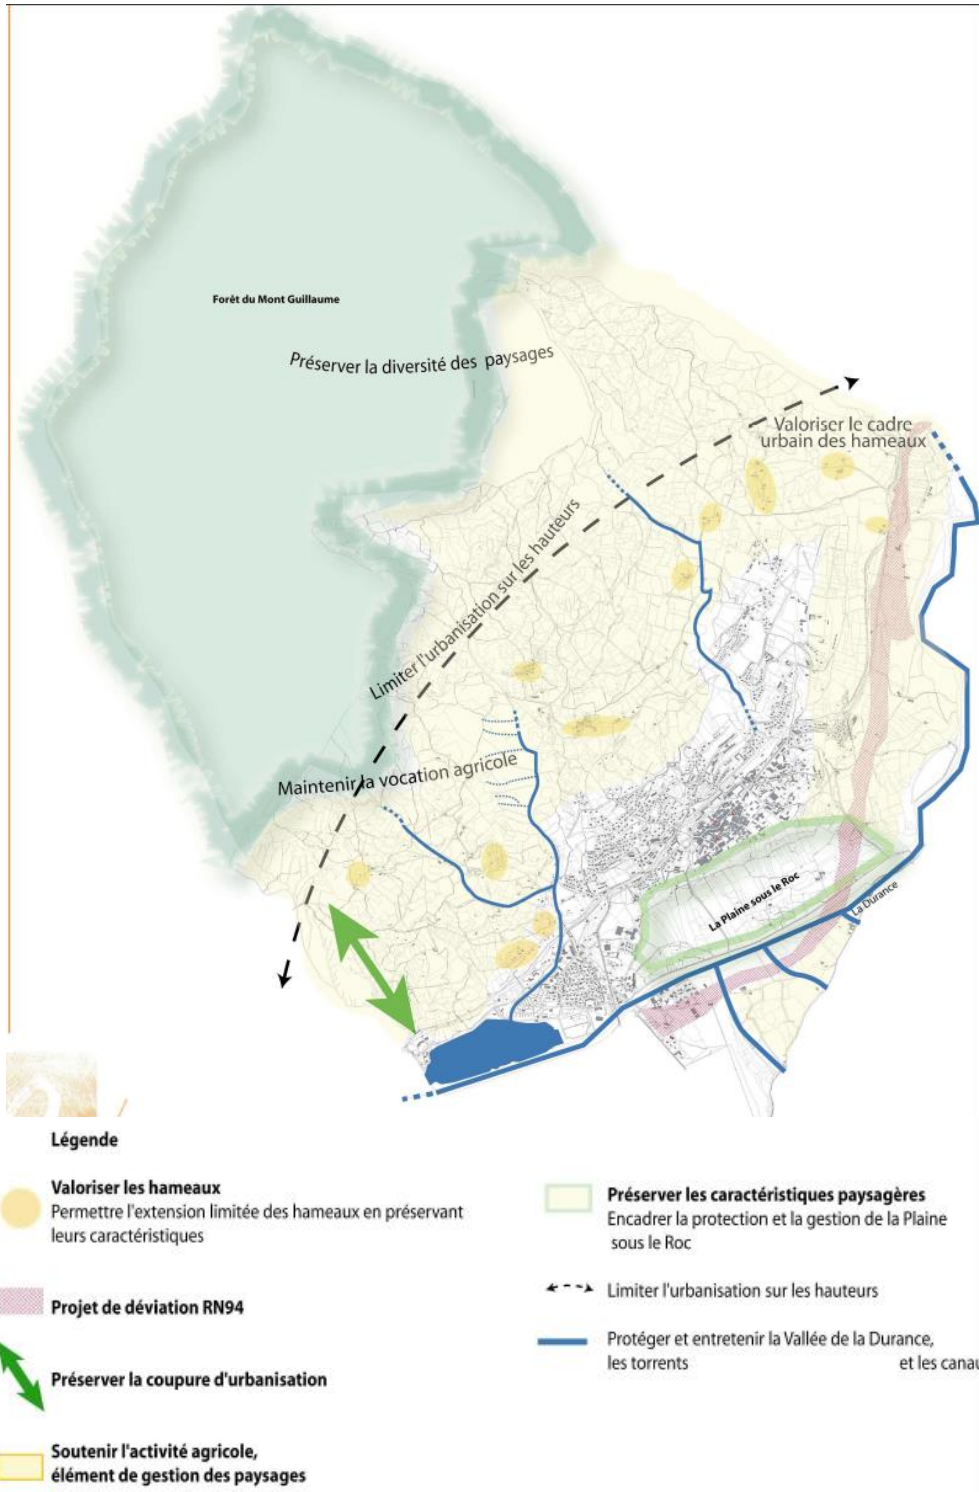 Forêt du Mont Guillaume
Préserver la diversité des paysages
Valoriser le cadre
urbain des hameaux
Limiter l'urbanisation sur les hauteurs
Maintenir la vocation agricole
La Plaine sous le Roc
La Durance
Légende
Valoriser les hameaux
Permettre l'extension limitée des hameaux en préservant
leurs caractéristiques
Projet de déviation RN94
Préserver la coupure d'urbanisation
Soutenir l'activité agricole,
élément de gestion des paysages
Préserver les caractéristiques paysagères
Encadrer la protection et la gestion de la Plaine
sous le Roc
Limiter l'urbanisation sur les hauteurs
Protéger et entretenir la Vallée de la Durance,
les torrents et les canau